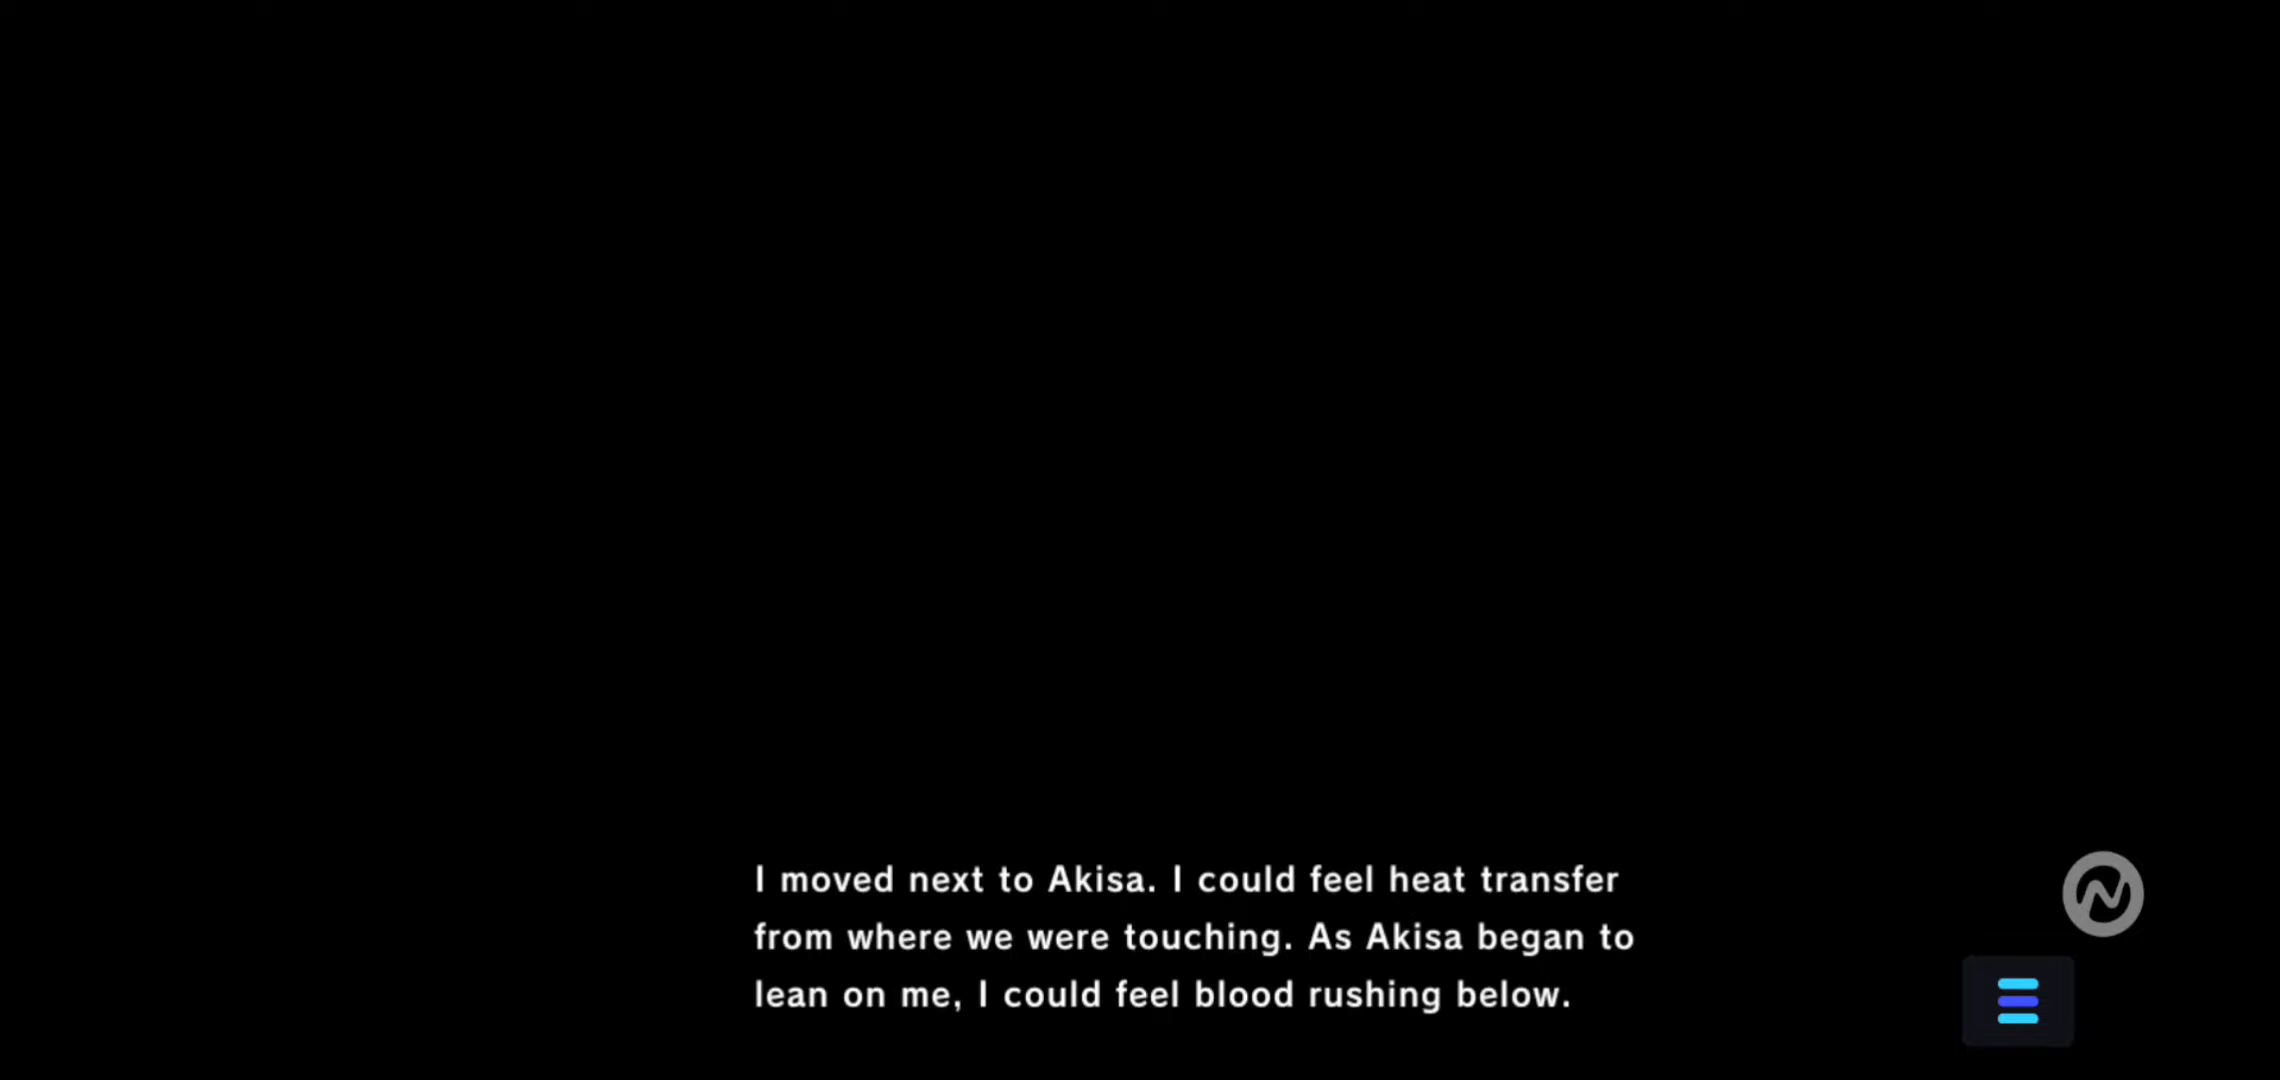 I moved next to Akisa. I could feel heat transfer
from where we were touching. As Akisa began to
lean on me, I could feel blood rushing below.